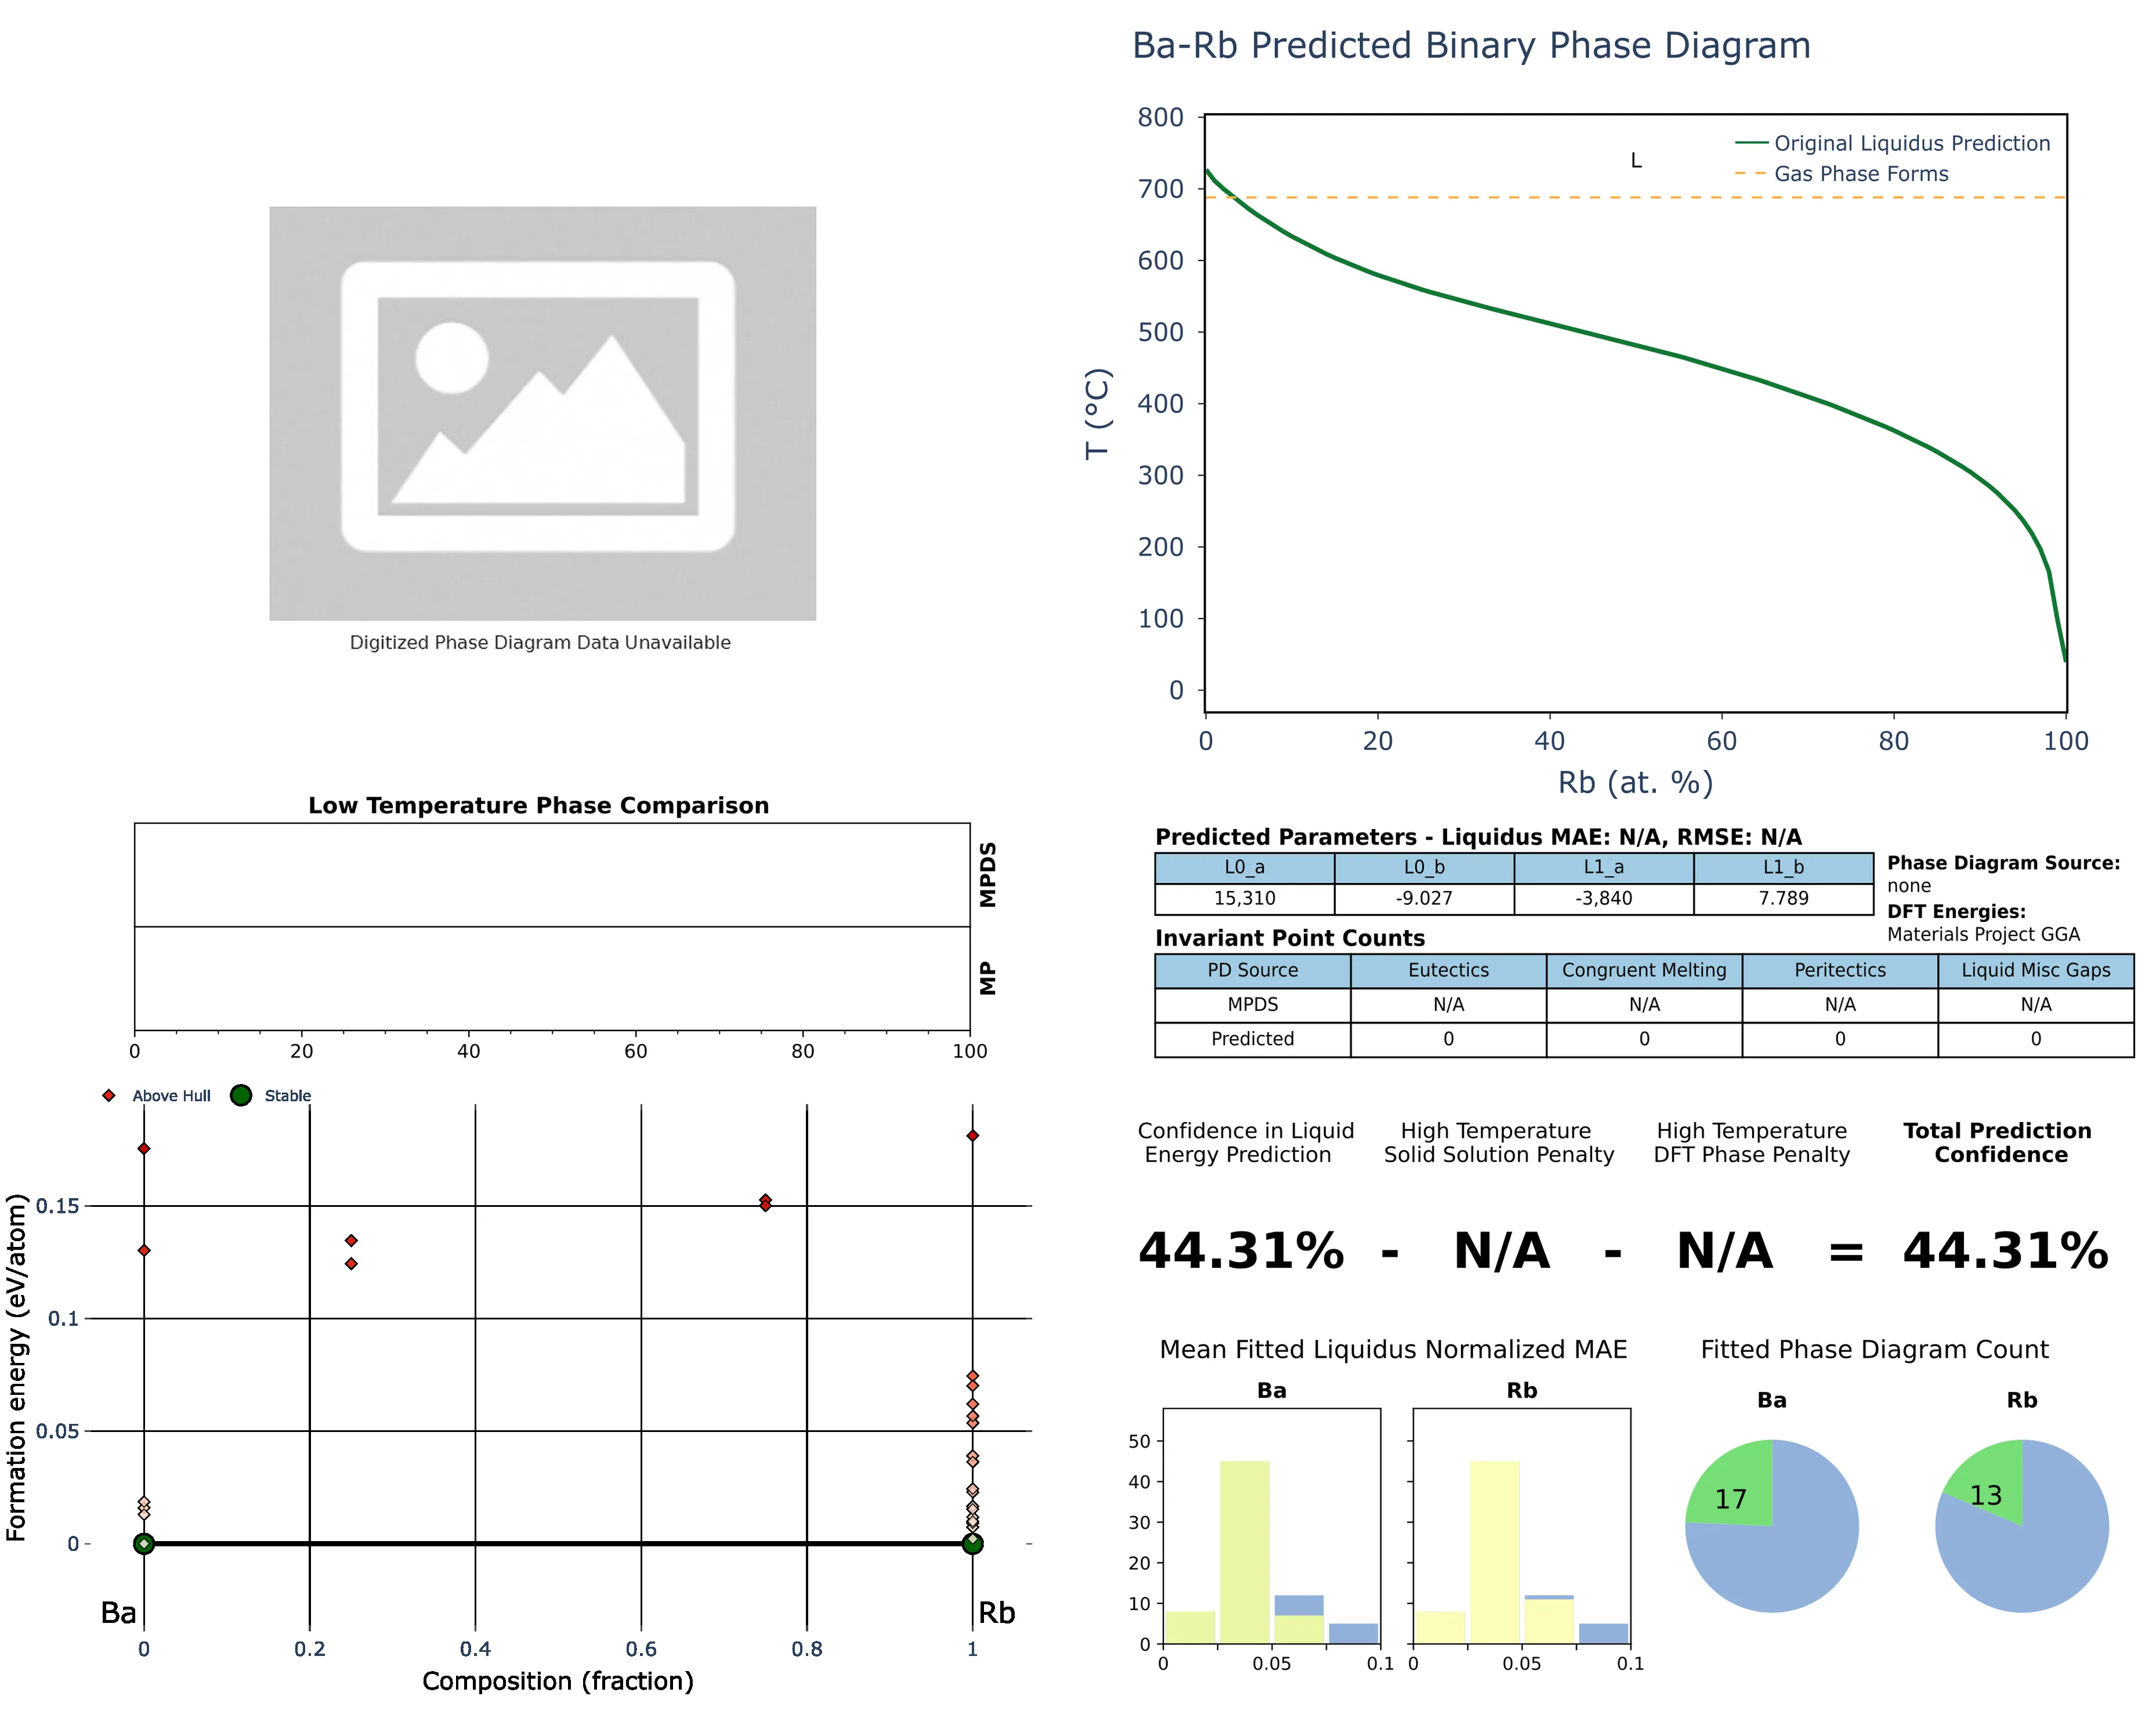 Ba-Rb Predicted Binary Phase Diagram
800
700
600
500
400
300
200
100
0
T (°C)
L
Original Liquidus Prediction
Gas Phase Forms
0 20 40 60 80 100
Rb (at. %)
Digitized Phase Diagram Data Unavailable
Low Temperature Phase Comparison
MPDS
MP
0 20 40 60 80 100
Predicted Parameters - Liquidus MAE: N/A, RMSE: N/A
L0_a L0_b L1_a L1_b
15,310 -9.027 -3,840 7.789
Phase Diagram Source:
none
DFT Energies:
Materials Project GGA
Invariant Point Counts
PD Source Eutectics Congruent Melting Peritectics Liquid Misc Gaps
MPDS N/A N/A N/A N/A
Predicted 0 0 0 0
Above Hull Stable
Formation energy (eV/atom)
0.15
0.1
0.05
0
Ba Rb
0 0.2 0.4 0.6 0.8 1
Composition (fraction)
Confidence in Liquid Energy Prediction
High Temperature Solid Solution Penalty
High Temperature DFT Phase Penalty
Total Prediction Confidence
44.31% - N/A - N/A = 44.31%
Mean Fitted Liquidus Normalized MAE
Ba Rb
50
40
30
20
10
0
0 0.05 0.1 0 0.05 0.1
Fitted Phase Diagram Count
Ba Rb
17 13